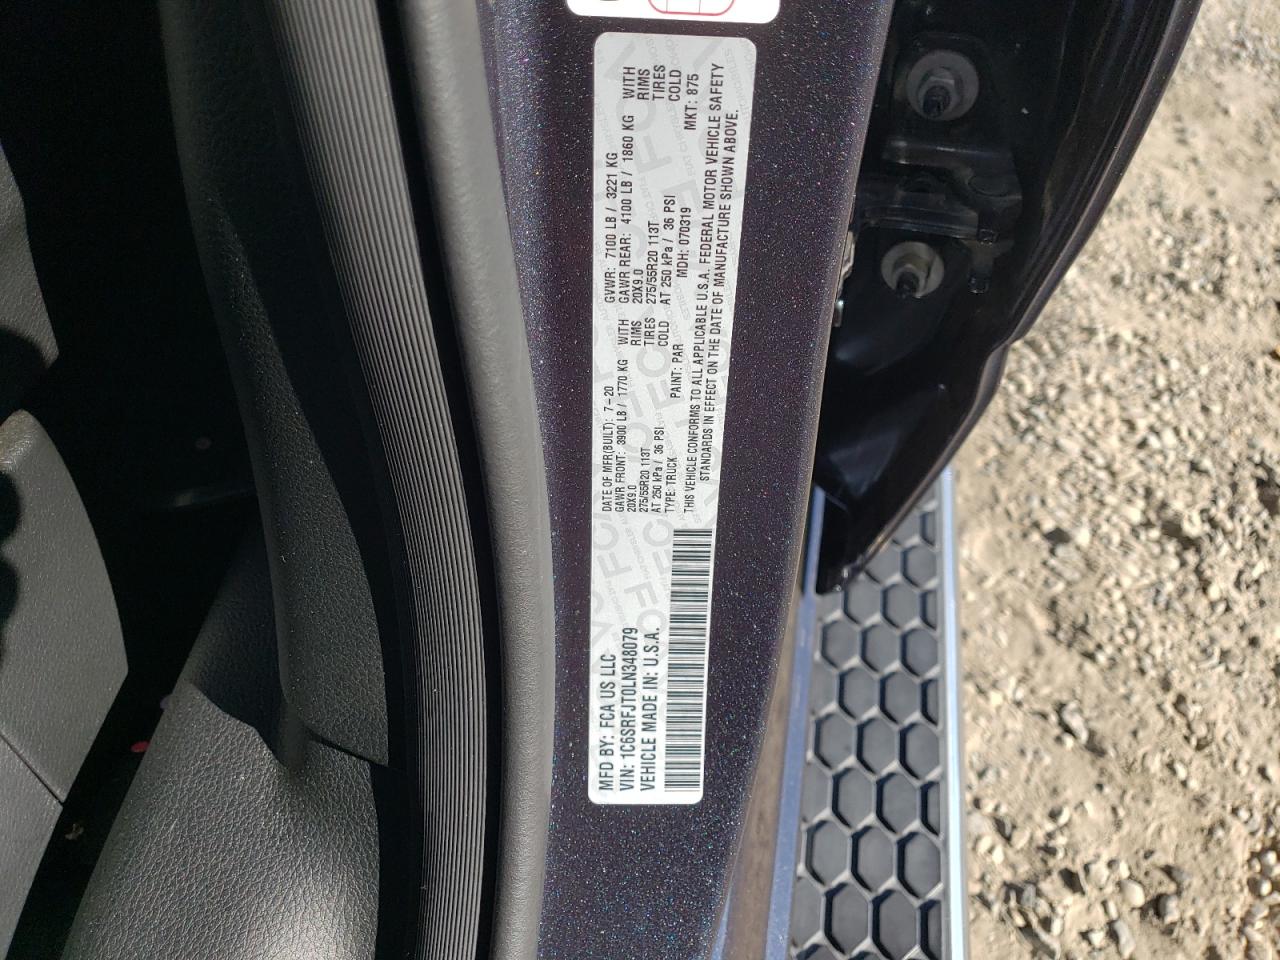 MFD BY: FCA US LLC
VIN: 1C6SRFJT0LN348079
VEHICLE MADE IN: U.S.A.
DATE OF MFR(BUILT): 7-20 GVWR: 7100 LB / 3221 KG
GAWR FRONT: 3900 LB / 1770 KG WITH GAWR REAR: 4100 LB / 1860 KG WITH
20X9.0 RIMS 20X9.0 RIMS
275/55R20 113T TIRES 275/55R20 113T TIRES
AT 250 kPa / 36 PSI COLD AT 250 kPa / 36 PSI COLD
TYPE: TRUCK PAINT: PAR MDH: 070319 MKT: 875
THIS VEHICLE CONFORMS TO ALL APPLICABLE U.S.A. FEDERAL MOTOR VEHICLE SAFETY
STANDARDS IN EFFECT ON THE DATE OF MANUFACTURE SHOWN ABOVE.